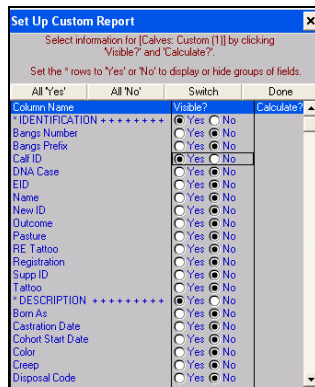 Set Up Custom Report
Select information for [Calves: Custom (1)] by clicking
'Visible?' and 'Calculate?'.
Set the * rows to 'Yes' or 'No' to display or hide groups of fields.
All 'Yes' All 'No' Switch Done
Column Name Visible? Calculate?
* IDENTIFICATION + + + + + + + + Yes No
Bangs Number Yes No
Bangs Prefix Yes No
Calf ID Yes No
DNA Case Yes No
EID Yes No
Name Yes No
New ID Yes No
Outcome Yes No
Pasture Yes No
RE Tattoo Yes No
Registration Yes No
Supp ID Yes No
Tattoo Yes No
* DESCRIPTION + + + + + + + + + Yes No
Born As Yes No
Castration Date Yes No
Cohort Start Date Yes No
Color Yes No
Creep Yes No
Disposal Code Yes No